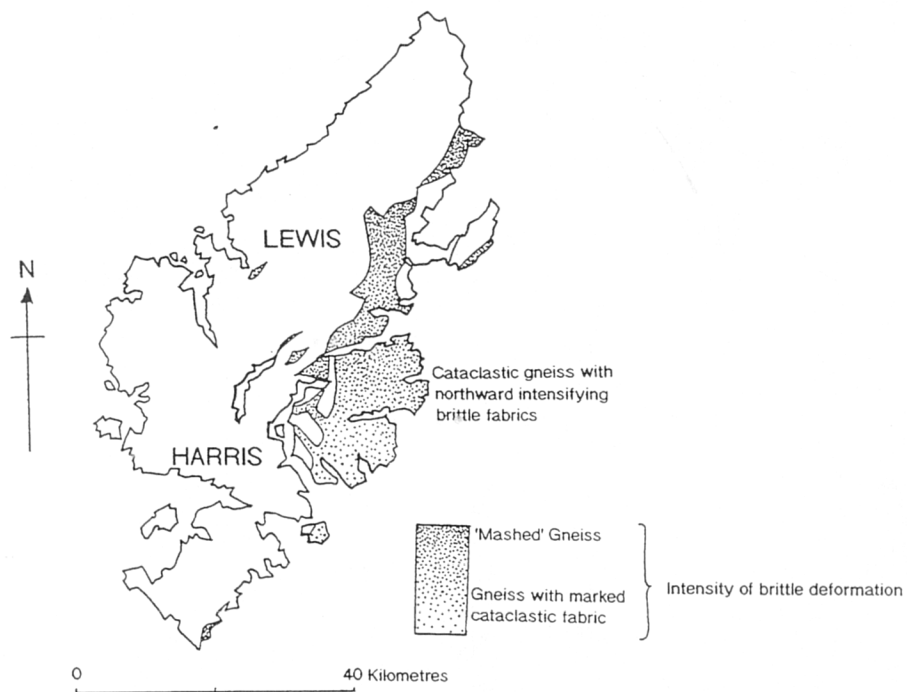 LEWIS
N
Cataclastic gneiss with
northward intensifying
brittle fabrics
HARRIS
'Mashed' Gneiss
Gneiss with marked
cataclastic fabric
Intensity of brittle deformation
0
40 Kilometres